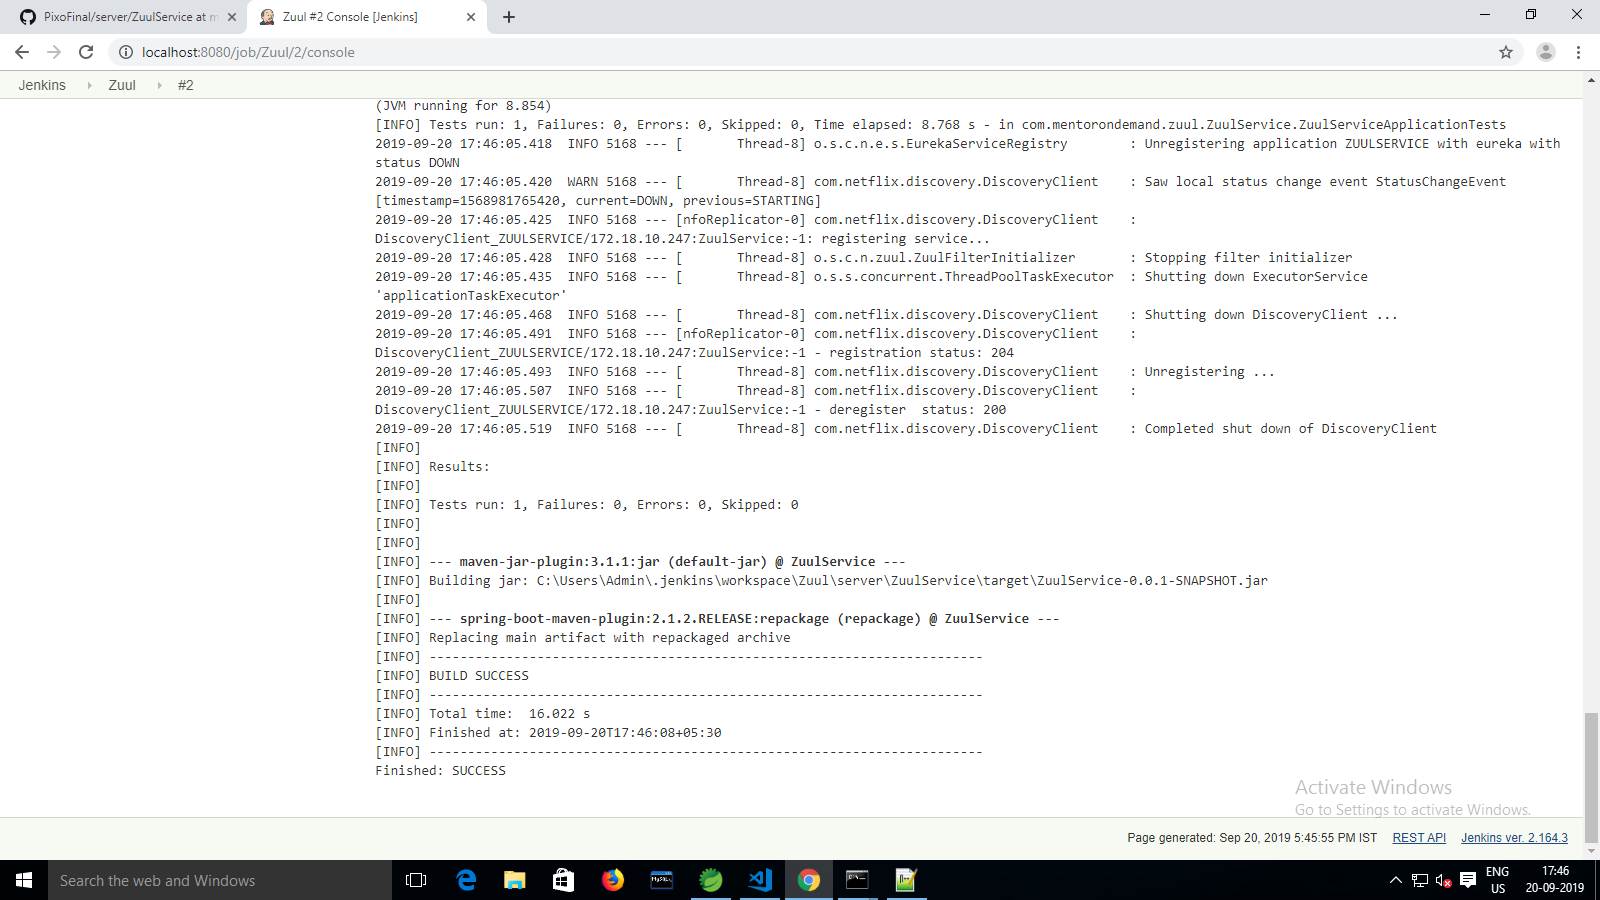 PixoFinal/server/ZuulService at m
Zuul #2 Console [Jenkins]
localhost:8080/job/Zuul/2/console
Jenkins Zuul #2
(JVM running for 8.854)
[INFO] Tests run: 1, Failures: 0, Errors: 0, Skipped: 0, Time elapsed: 8.768 s - in com.mentorondemand.zuul.ZuulService.ZuulServiceApplicationTests
2019-09-20 17:46:05.418  INFO 5168 --- [       Thread-8] o.s.c.n.e.s.EurekaServiceRegistry        : Unregistering application ZUULSERVICE with eureka with
status DOWN
2019-09-20 17:46:05.420  WARN 5168 --- [       Thread-8] com.netflix.discovery.DiscoveryClient    : Saw local status change event StatusChangeEvent
[timestamp=1568981765420, current=DOWN, previous=STARTING]
2019-09-20 17:46:05.425  INFO 5168 --- [nfoReplicator-0] com.netflix.discovery.DiscoveryClient    :
DiscoveryClient_ZUULSERVICE/172.18.10.247:ZuulService:-1: registering service...
2019-09-20 17:46:05.428  INFO 5168 --- [       Thread-8] o.s.c.n.zuul.ZuulFilterInitializer       : Stopping filter initializer
2019-09-20 17:46:05.435  INFO 5168 --- [       Thread-8] o.s.s.concurrent.ThreadPoolTaskExecutor  : Shutting down ExecutorService
'applicationTaskExecutor'
2019-09-20 17:46:05.468  INFO 5168 --- [       Thread-8] com.netflix.discovery.DiscoveryClient    : Shutting down DiscoveryClient ...
2019-09-20 17:46:05.491  INFO 5168 --- [nfoReplicator-0] com.netflix.discovery.DiscoveryClient    :
DiscoveryClient_ZUULSERVICE/172.18.10.247:ZuulService:-1 - registration status: 204
2019-09-20 17:46:05.493  INFO 5168 --- [       Thread-8] com.netflix.discovery.DiscoveryClient    : Unregistering ...
2019-09-20 17:46:05.507  INFO 5168 --- [       Thread-8] com.netflix.discovery.DiscoveryClient    :
DiscoveryClient_ZUULSERVICE/172.18.10.247:ZuulService:-1 - deregister  status: 200
2019-09-20 17:46:05.519  INFO 5168 --- [       Thread-8] com.netflix.discovery.DiscoveryClient    : Completed shut down of DiscoveryClient
[INFO]
[INFO] Results:
[INFO]
[INFO] Tests run: 1, Failures: 0, Errors: 0, Skipped: 0
[INFO]
[INFO]
[INFO] --- maven-jar-plugin:3.1.1:jar (default-jar) @ ZuulService ---
[INFO] Building jar: C:\Users\Admin\.jenkins\workspace\Zuul\server\ZuulService\target\ZuulService-0.0.1-SNAPSHOT.jar
[INFO]
[INFO] --- spring-boot-maven-plugin:2.1.2.RELEASE:repackage (repackage) @ ZuulService ---
[INFO] Replacing main artifact with repackaged archive
[INFO] ------------------------------------------------------------------------
[INFO] BUILD SUCCESS
[INFO] ------------------------------------------------------------------------
[INFO] Total time:  16.022 s
[INFO] Finished at: 2019-09-20T17:46:08+05:30
[INFO] ------------------------------------------------------------------------
Finished: SUCCESS
Activate Windows
Go to Settings to activate Windows.
Page generated: Sep 20, 2019 5:45:55 PM IST REST API Jenkins ver. 2.164.3
Search the web and Windows
MySQL
ENG
US
17:46
20-09-2019